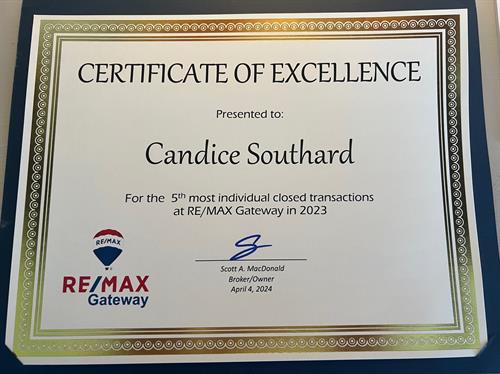 CERTIFICATE OF EXCELLENCE
Presented to:
Candice Southard
For the 5th most individual closed transactions
at RE/MAX Gateway in 2023
Scott A. MacDonald
Broker/Owner
April 4, 2024
RE/MAX
RE/MAX
Gateway